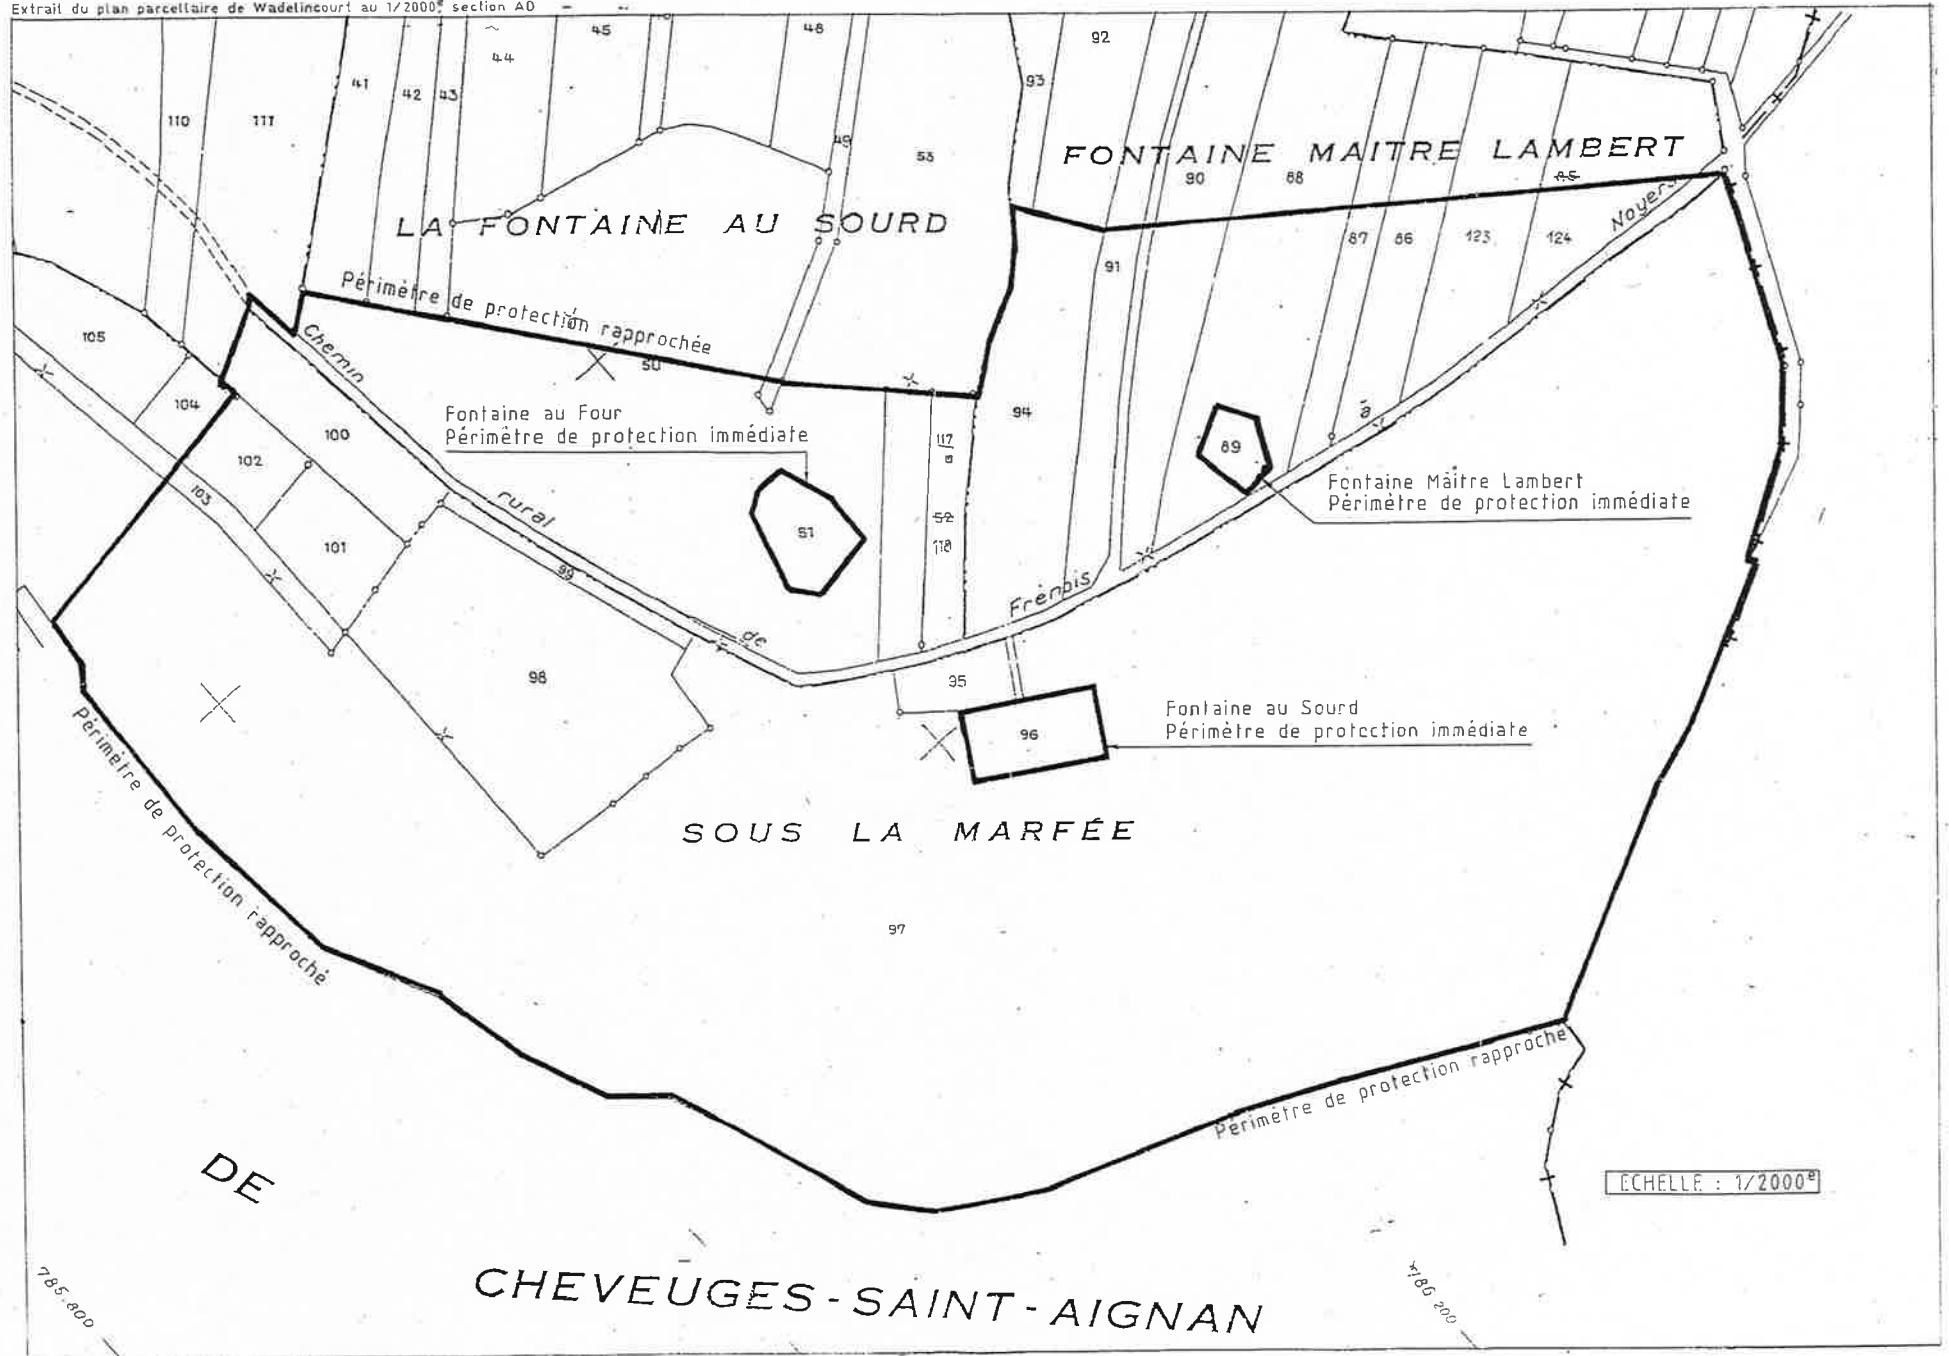 Extrait du plan parcellaire de Wadelincourt au 1/2000e section AD
45
48
92
44
41
42
43
93
110
111
49
53
FONTAINE MAITRE LAMBERT
90
88
85
LA FONTAINE AU SOURD
Noyers
87
86
123
124
91
Périmètre de protection rapprochée
105
Chemin
50
104
94
Fontaine au Four
Périmètre de protection immédiate
à
100
117
89
102
Fontaine Maître Lambert
Périmètre de protection immédiate
103
rural
52
51
118
101
99
Frénois
de
98
95
Fontaine au Sourd
Périmètre de protection immédiate
96
Périmètre de protection rapproché
SOUS LA MARFÉE
97
Périmètre de protection rapproché
DE
ECHELLE : 1/2000e
CHEVEUGES-SAINT-AIGNAN
785.800
186 200